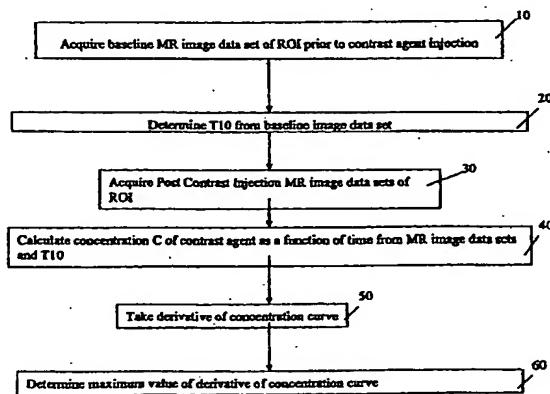 10
Acquire baseline MR image data set of ROI prior to contrast agent injection
20
Determine T10 from baseline image data set
30
Acquire Post Contrast Injection MR image data sets of
ROI
40
Calculate concentration C of contrast agent as a function of time from MR image data sets
and T10
50
Take derivative of concentration curve
60
Determine maximum value of derivative of concentration curve